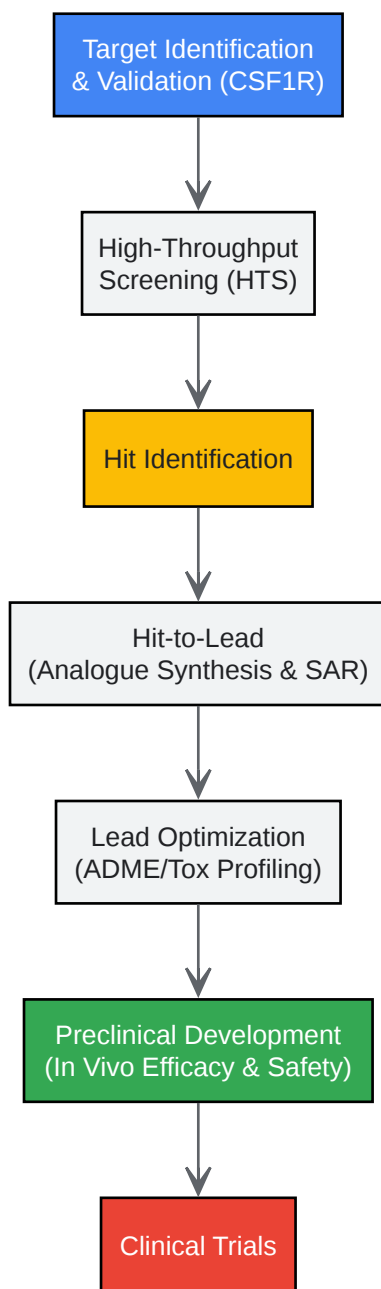 Target Identification
& Validation (CSF1R)
High-Throughput
Screening (HTS)
Hit Identification
Hit-to-Lead
(Analogue Synthesis & SAR)
Lead Optimization
(ADME/Tox Profiling)
Preclinical Development
(In Vivo Efficacy & Safety)
Clinical Trials